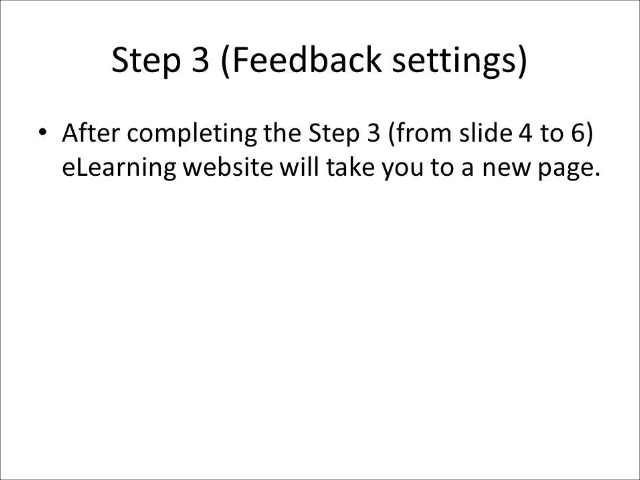 Step 3 (Feedback settings)
• After completing the Step 3 (from slide 4 to 6)
eLearning website will take you to a new page.